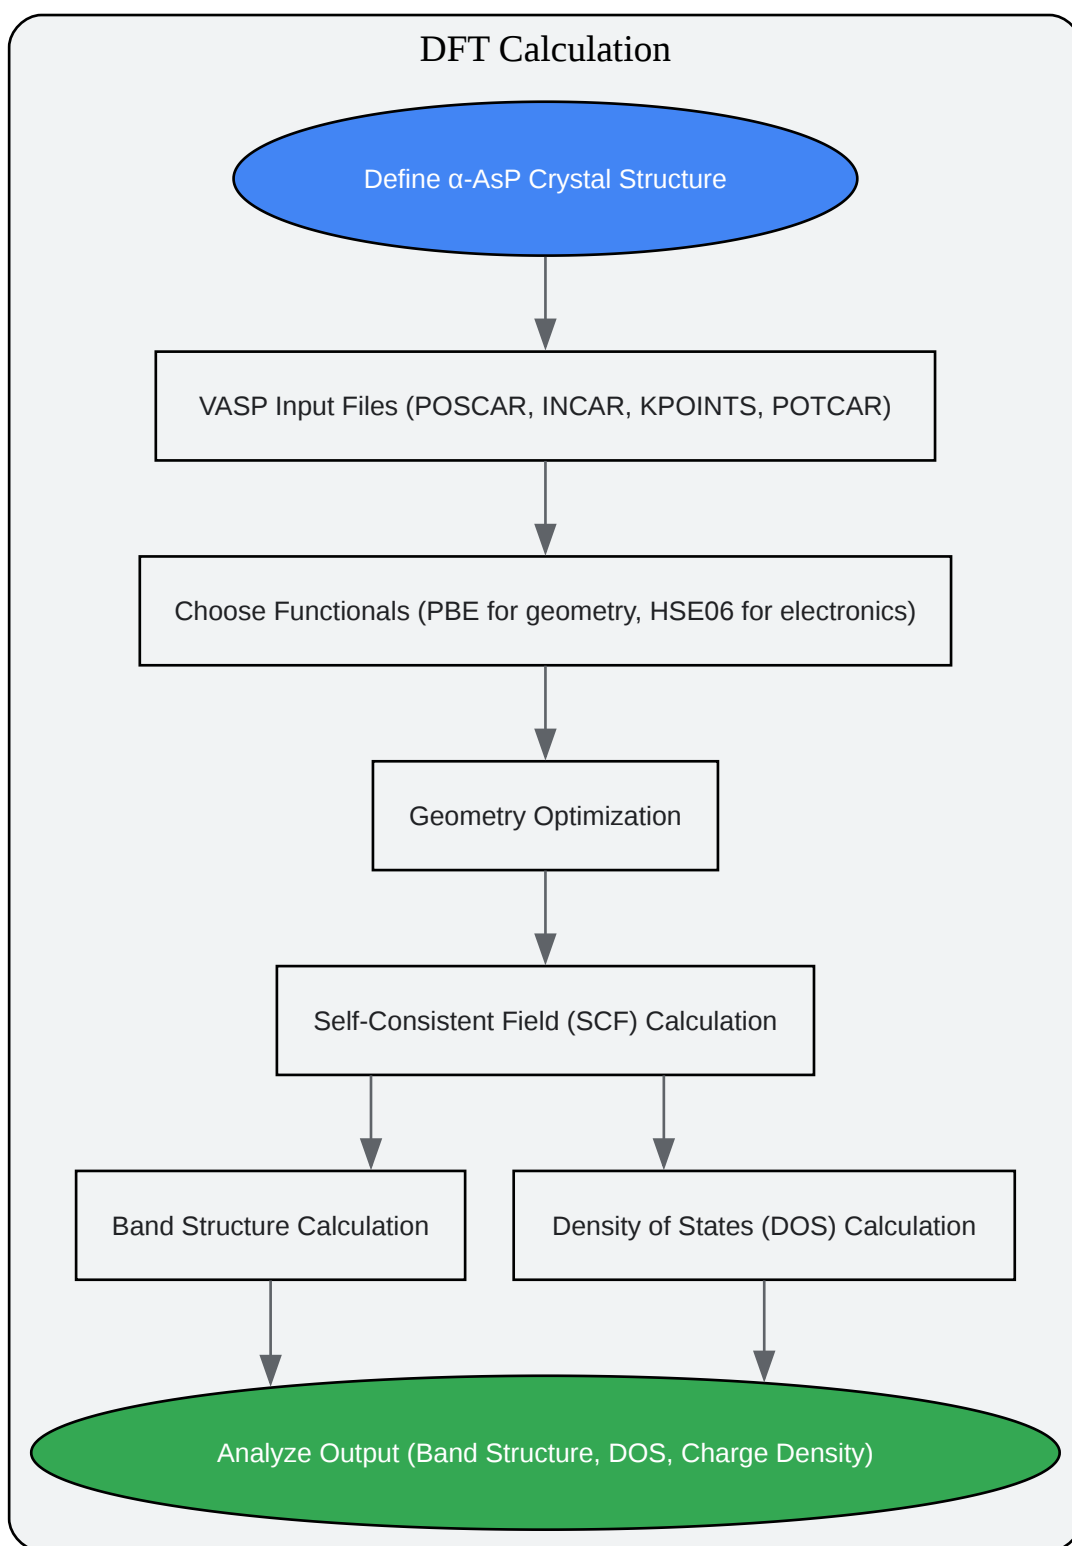 DFT Calculation
Define α-AsP Crystal Structure
VASP Input Files (POSCAR, INCAR, KPOINTS, POTCAR)
Choose Functionals (PBE for geometry, HSE06 for electronics)
Geometry Optimization
Self-Consistent Field (SCF) Calculation
Band Structure Calculation
Density of States (DOS) Calculation
Analyze Output (Band Structure, DOS, Charge Density)